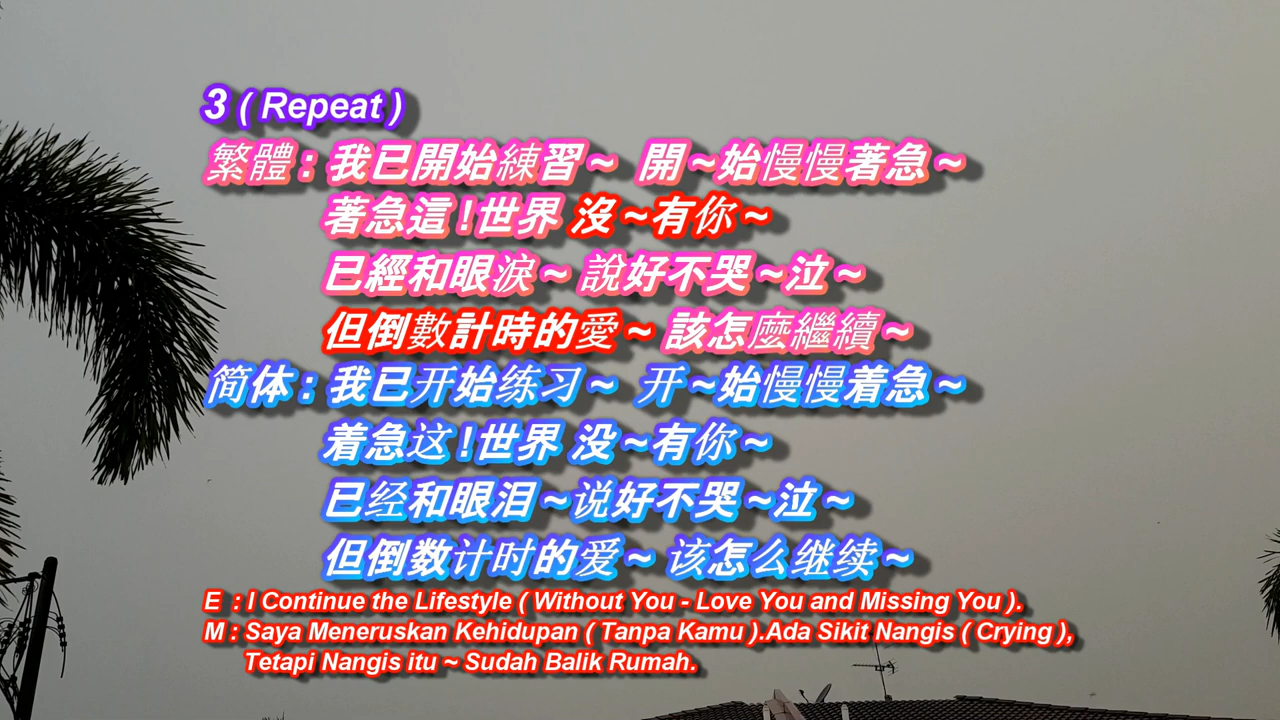 3 ( Repeat )
繁體 : 我已開始練習 ~ 開 ~始慢慢著急 ~
著急這 ! 世界 沒 ~有你 ~
已經和眼淚 ~ 說好不哭 ~泣 ~
但倒數計時的愛 ~ 該怎麼繼續 ~
简体 : 我已开始练习 ~ 开 ~始慢慢着急 ~
着急这 ! 世界 没 ~有你 ~
已经和眼泪 ~说好不哭 ~泣 ~
但倒数计时的爱 ~ 该怎么继续 ~
E : I Continue the Lifestyle ( Without You - Love You and Missing You ).
M : Saya Meneruskan Kehidupan ( Tanpa Kamu ).Ada Sikit Nangis ( Crying ),
Tetapi Nangis itu ~ Sudah Balik Rumah.